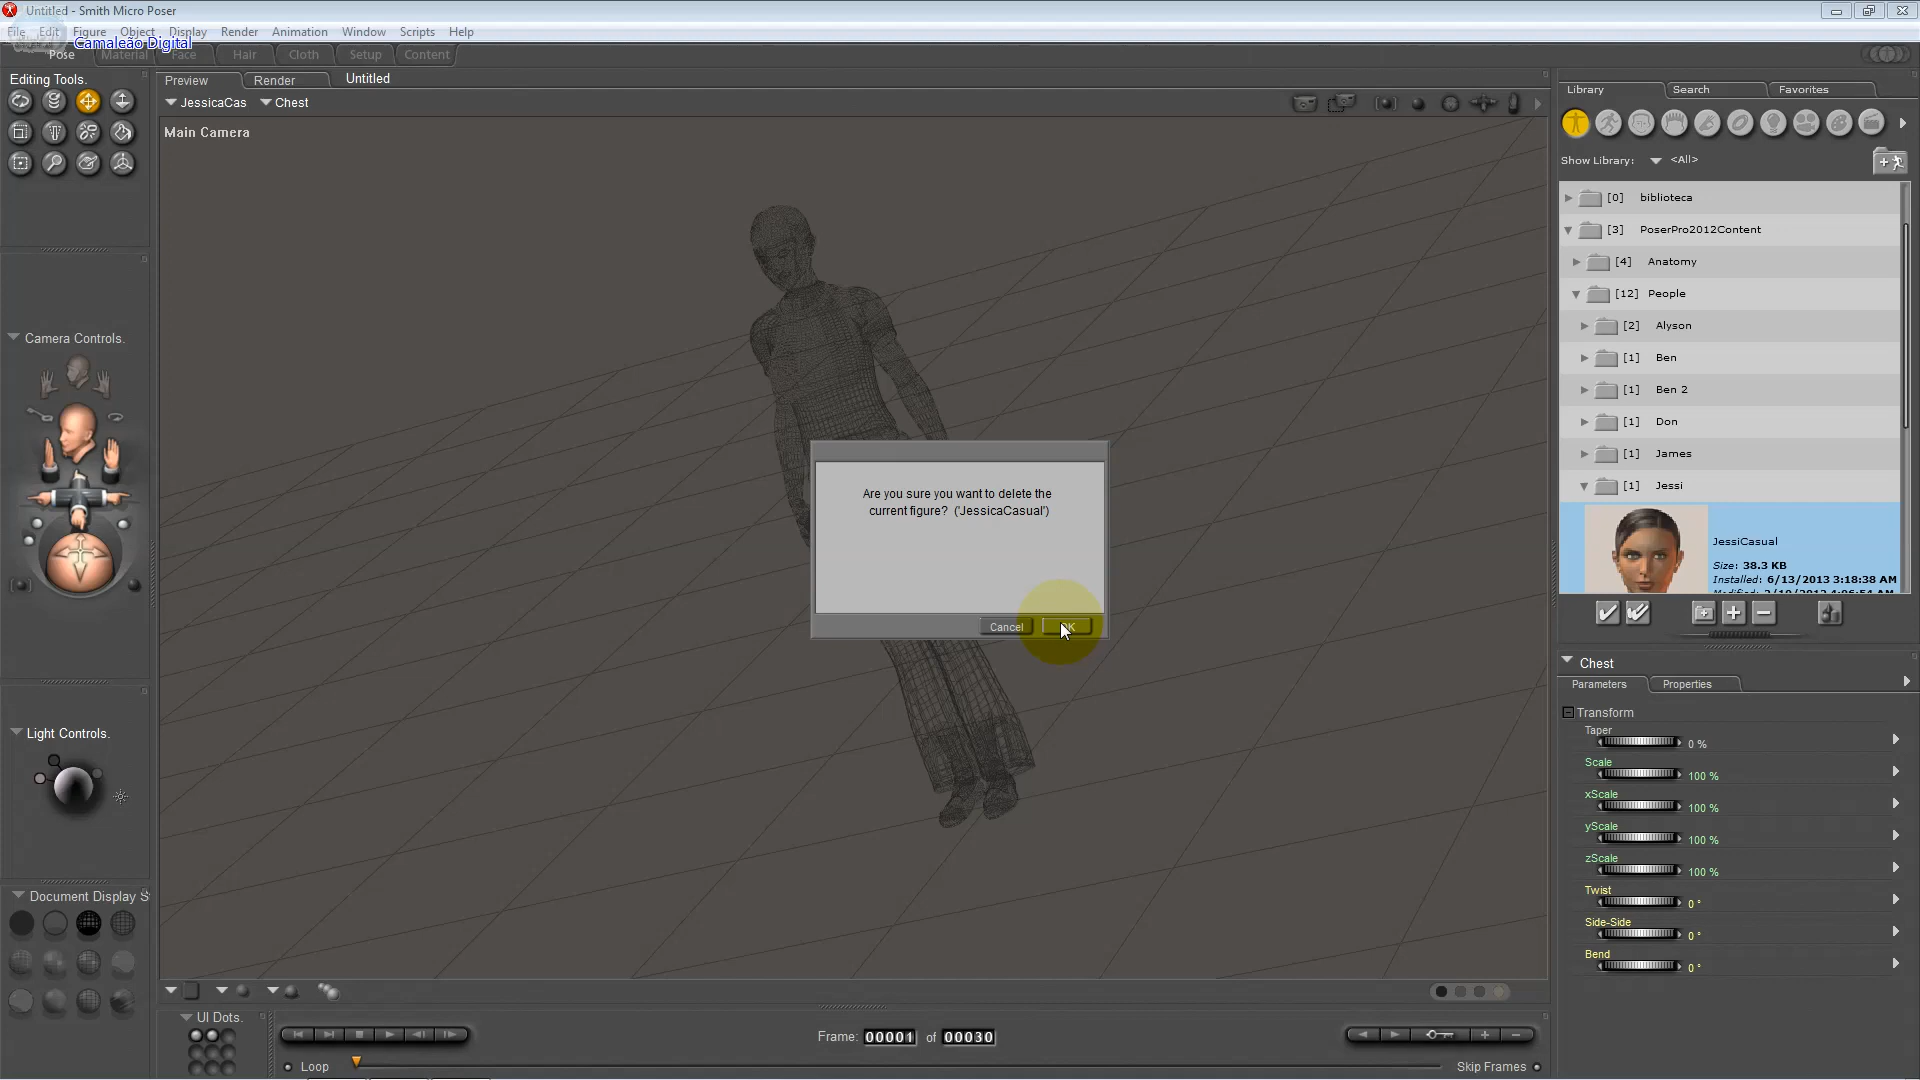 Untitled - Smith Micro Poser
File Edit Figure Object Display Render Animation Window Scripts Help
Camaleão Digital
Pose Material Face Hair Cloth Setup Content
Editing Tools.
Preview Render Untitled
JessicaCas Chest
Main Camera
Camera Controls.
Light Controls.
Document Display S
Are you sure you want to delete the
current figure? ('JessicaCasual')
Cancel OK
UI Dots.
Frame: 00001 of 00030
Loop
Skip Frames
Library Search Favorites
Show Library: <All>
[0] biblioteca
[3] PoserPro2012Content
[4] Anatomy
[12] People
[2] Alyson
[1] Ben
[1] Ben 2
[1] Don
[1] James
[1] Jessi
JessiCasual
Size: 38.3 KB
Installed: 6/13/2013 3:18:38 AM
Chest
Parameters Properties
Transform
Taper
0 %
Scale
100 %
xScale
100 %
yScale
100 %
zScale
100 %
Twist
0 °
Side-Side
0 °
Bend
0 °